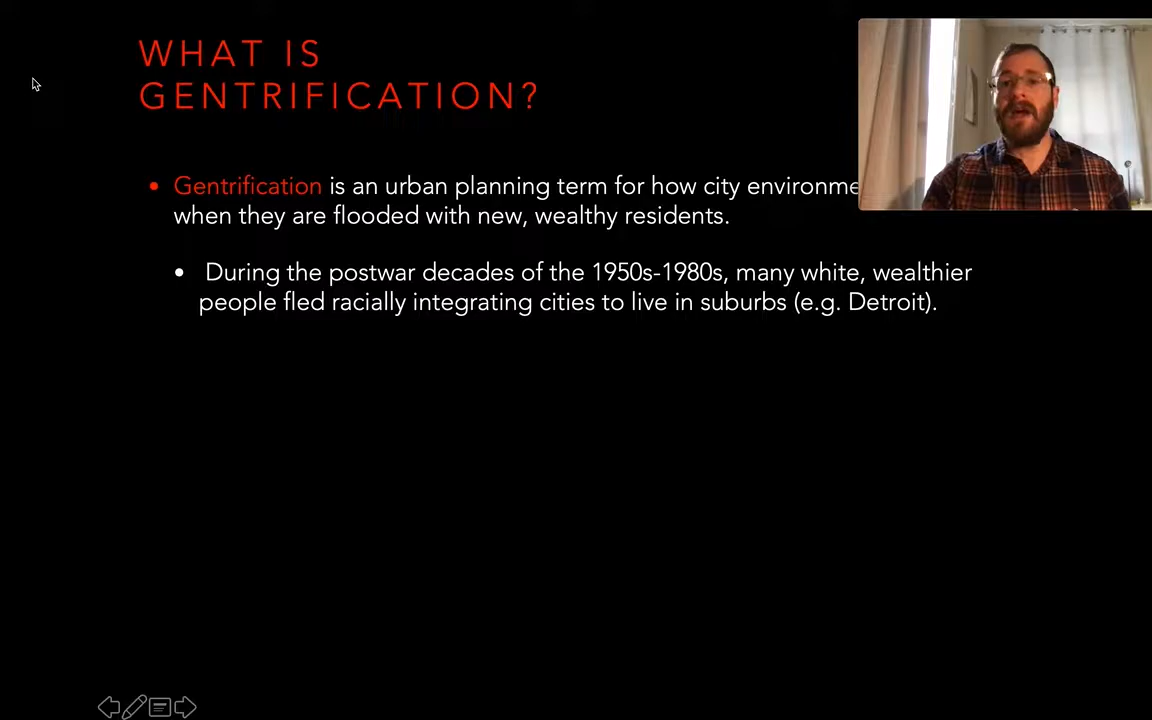 WHAT IS
GENTRIFICATION?
• Gentrification is an urban planning term for how city
when they are flooded with new, wealthy residents.
• During the postwar decades of the 1950s-1980s, many white, wealthier
people fled racially integrating cities to live in suburbs (e.g. Detroit).